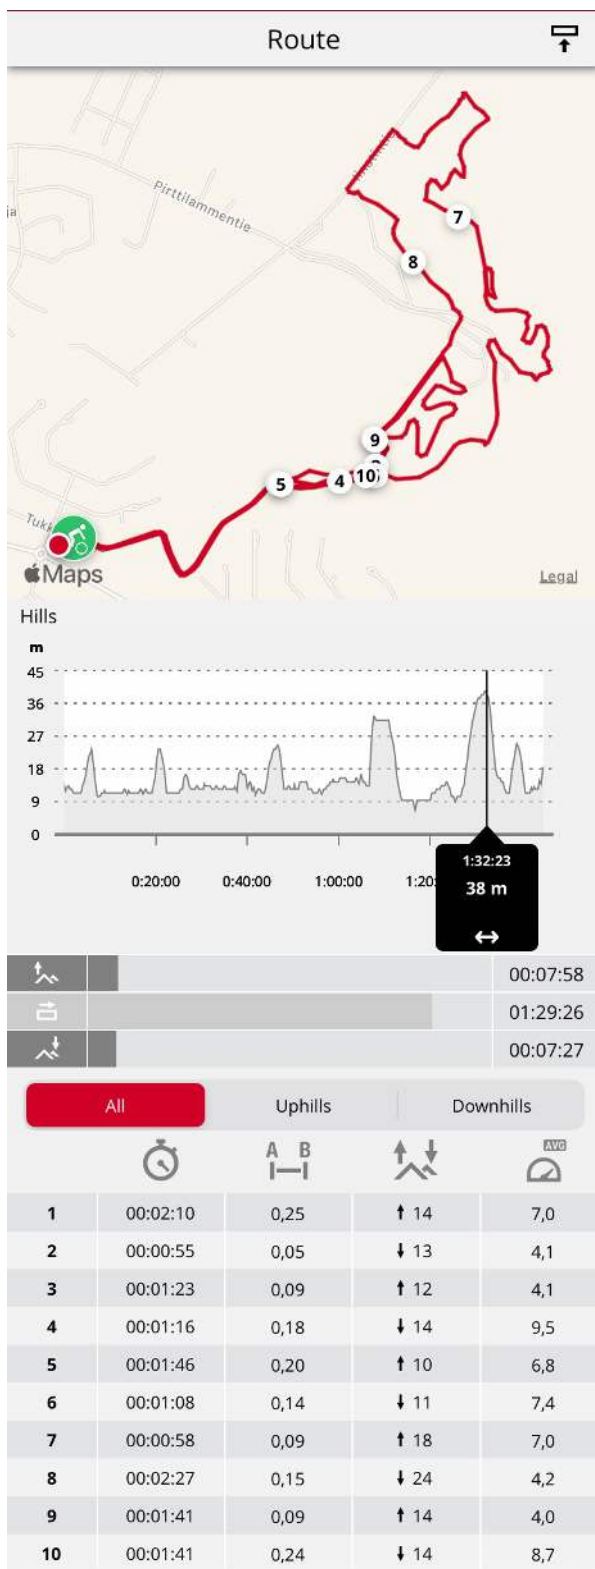 Route
Pirttilammentie
ja
7
8
9
5
4
10
Tukk
Maps
Legal
Hills
m
45
36
27
18
9
0
0:20:00 0:40:00 1:00:00 1:20:
1:32:23
38 m
00:07:58
01:29:26
00:07:27
All Uphills Downhills
A B AVG
1 00:02:10 0,25 14 7,0
2 00:00:55 0,05 13 4,1
3 00:01:23 0,09 12 4,1
4 00:01:16 0,18 14 9,5
5 00:01:46 0,20 10 6,8
6 00:01:08 0,14 11 7,4
7 00:00:58 0,09 18 7,0
8 00:02:27 0,15 24 4,2
9 00:01:41 0,09 14 4,0
10 00:01:41 0,24 14 8,7